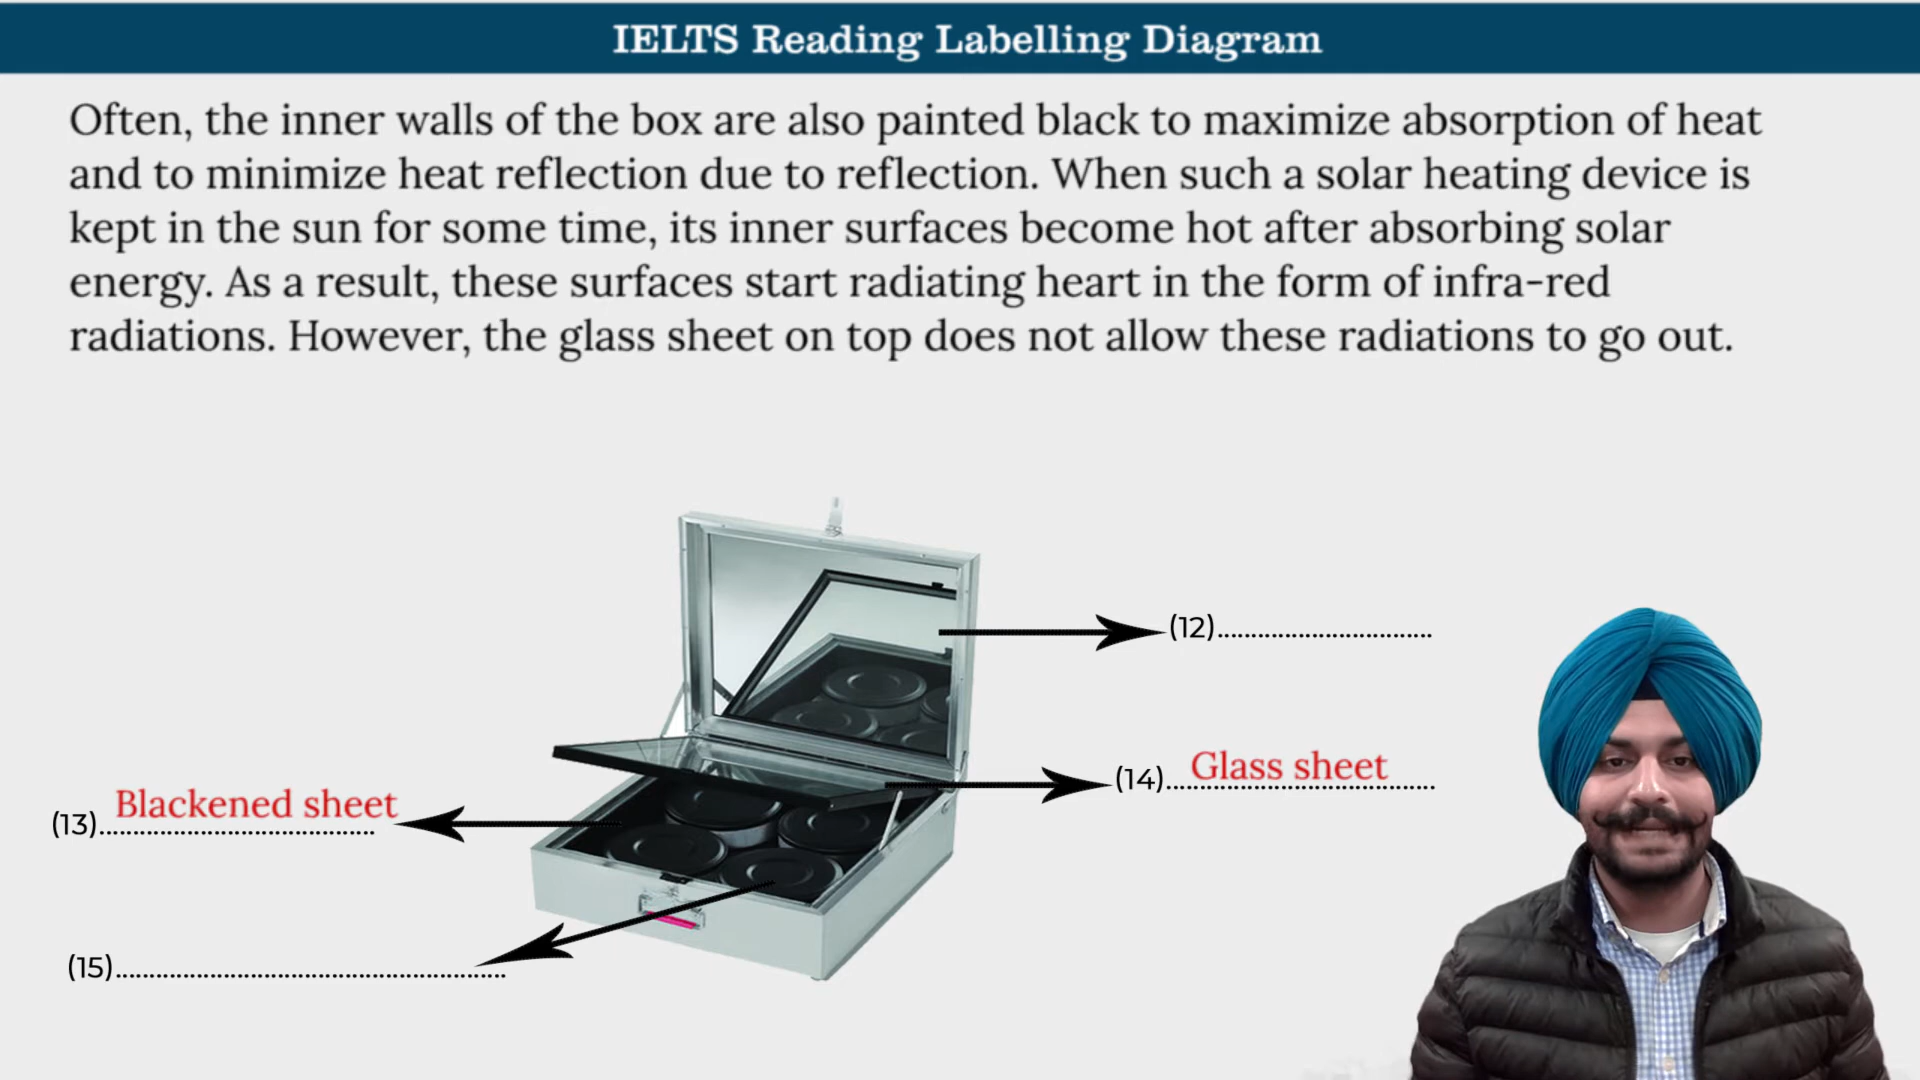 IELTS Reading Labelling Diagram
Often, the inner walls of the box are also painted black to maximize absorption of heat
and to minimize heat reflection due to reflection. When such a solar heating device is
kept in the sun for some time, its inner surfaces become hot after absorbing solar
energy. As a result, these surfaces start radiating heart in the form of infra-red
radiations. However, the glass sheet on top does not allow these radiations to go out.
(12)................................
(14) Glass sheet
(13) Blackened sheet
(15)..........................................................